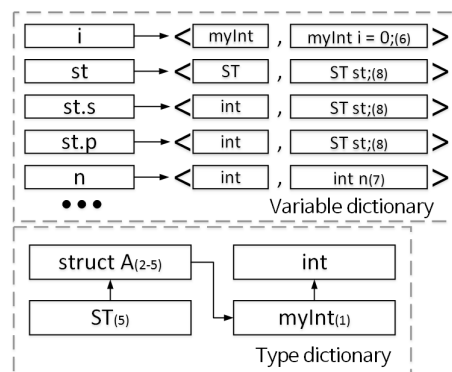 i < myInt , myInt i = 0;(6) >
st < ST , ST st;(8) >
st.s < int , ST st;(8) >
st.p < int , ST st;(8) >
n < int , int n(7) >
•••
Variable dictionary
struct A(2-5) int
ST(5) myInt(1)
Type dictionary